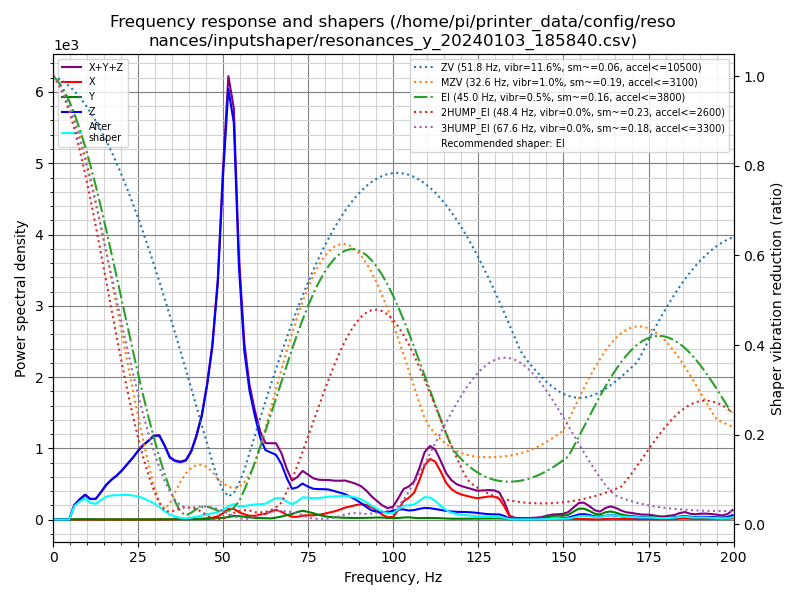 Frequency response and shapers (/home/pi/printer_data/config/reso
nances/inputshaper/resonances_y_20240103_185840.csv)
1e3
X+Y+Z
X
Y
Z
After
shaper
ZV (51.8 Hz, vibr=11.6%, sm~=0.06, accel<=10500)
MZV (32.6 Hz, vibr=1.0%, sm~=0.19, accel<=3100)
EI (45.0 Hz, vibr=0.5%, sm~=0.16, accel<=3800)
2HUMP_EI (48.4 Hz, vibr=0.0%, sm~=0.23, accel<=2600)
3HUMP_EI (67.6 Hz, vibr=0.0%, sm~=0.18, accel<=3300)
Recommended shaper: EI
Power spectral density
6
5
4
3
2
1
0
1.0
0.8
0.6
0.4
0.2
0.0
Shaper vibration reduction (ratio)
0 25 50 75 100 125 150 175 200
Frequency, Hz